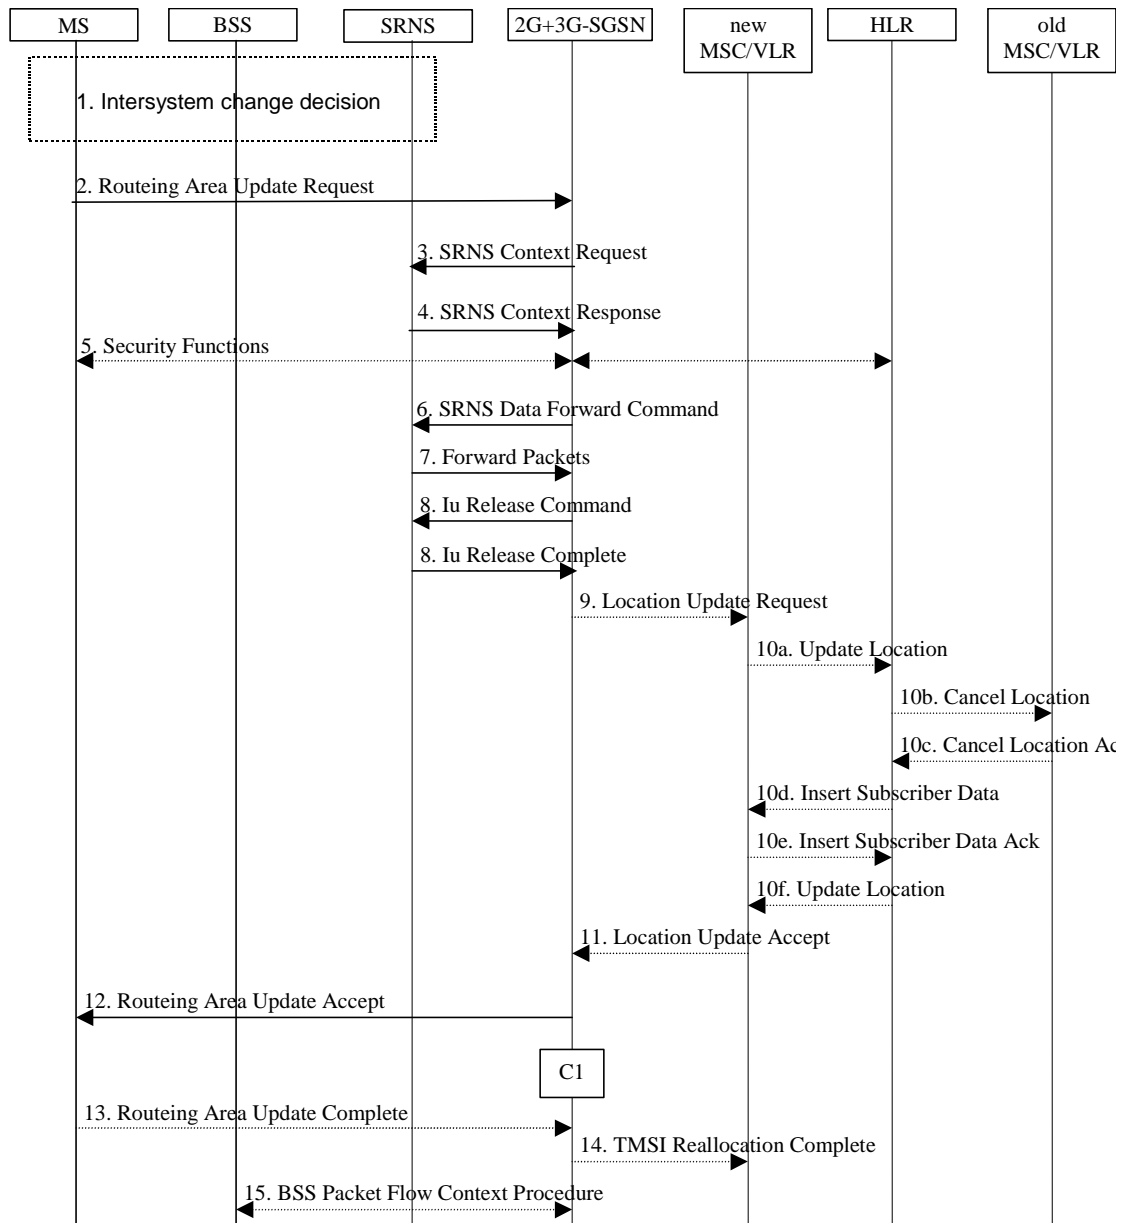 MS
BSS
SRNS
2G+3G-SGSN
new
MSC/VLR
HLR
old
MSC/VLR
1. Intersystem change decision
2. Routeing Area Update Request
3. SRNS Context Request
4. SRNS Context Response
5. Security Functions
6. SRNS Data Forward Command
7. Forward Packets
8. Iu Release Command
8. Iu Release Complete
9. Location Update Request
10a. Update Location
10b. Cancel Location
10c. Cancel Location Ac
10d. Insert Subscriber Data
10e. Insert Subscriber Data Ack
10f. Update Location
11. Location Update Accept
12. Routeing Area Update Accept
C1
13. Routeing Area Update Complete
14. TMSI Reallocation Complete
15. BSS Packet Flow Context Procedure